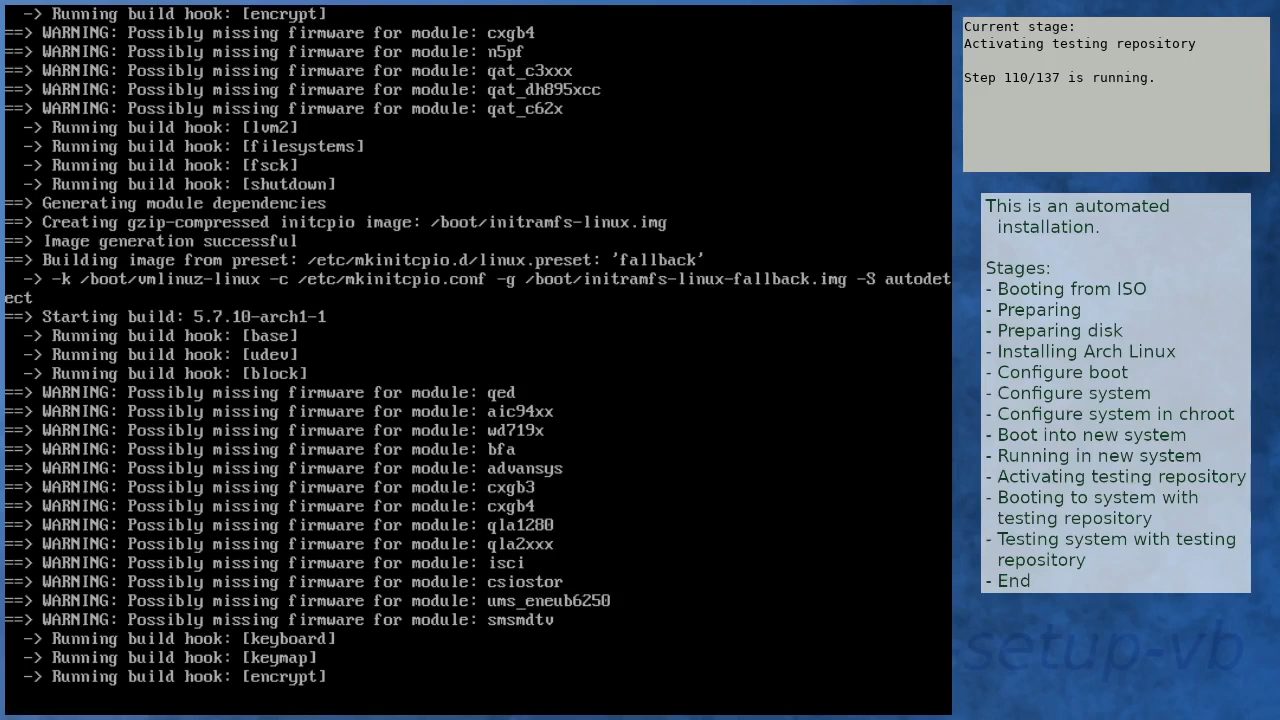 -> Running build hook: [encrypt]
==> WARNING: Possibly missing firmware for module: cxgb4
==> WARNING: Possibly missing firmware for module: n5pf
==> WARNING: Possibly missing firmware for module: qat_c3xxx
==> WARNING: Possibly missing firmware for module: qat_dh895xcc
==> WARNING: Possibly missing firmware for module: qat_c62x
-> Running build hook: [lvm2]
-> Running build hook: [filesystems]
-> Running build hook: [fsck]
-> Running build hook: [shutdown]
==> Generating module dependencies
==> Creating gzip-compressed initcpio image: /boot/initramfs-linux.img
==> Image generation successful
==> Building image from preset: /etc/mkinitcpio.d/linux.preset: 'fallback'
-> -k /boot/vmlinuz-linux -c /etc/mkinitcpio.conf -g /boot/initramfs-linux-fallback.img -S autodet
ect
==> Starting build: 5.7.10-arch1-1
-> Running build hook: [base]
-> Running build hook: [udev]
-> Running build hook: [block]
==> WARNING: Possibly missing firmware for module: qed
==> WARNING: Possibly missing firmware for module: aic94xx
==> WARNING: Possibly missing firmware for module: wd719x
==> WARNING: Possibly missing firmware for module: bfa
==> WARNING: Possibly missing firmware for module: advansys
==> WARNING: Possibly missing firmware for module: cxgb3
==> WARNING: Possibly missing firmware for module: cxgb4
==> WARNING: Possibly missing firmware for module: qla1280
==> WARNING: Possibly missing firmware for module: qla2xxx
==> WARNING: Possibly missing firmware for module: isci
==> WARNING: Possibly missing firmware for module: csiostor
==> WARNING: Possibly missing firmware for module: ums_eneub6250
==> WARNING: Possibly missing firmware for module: smsmdtv
-> Running build hook: [keyboard]
-> Running build hook: [keymap]
-> Running build hook: [encrypt]
Current stage:
Activating testing repository
Step 110/137 is running.
This is an automated
installation.
Stages:
- Booting from ISO
- Preparing
- Preparing disk
- Installing Arch Linux
- Configure boot
- Configure system
- Configure system in chroot
- Boot into new system
- Running in new system
- Activating testing repository
- Booting to system with
testing repository
- Testing system with testing
repository
- End
-setup-vb